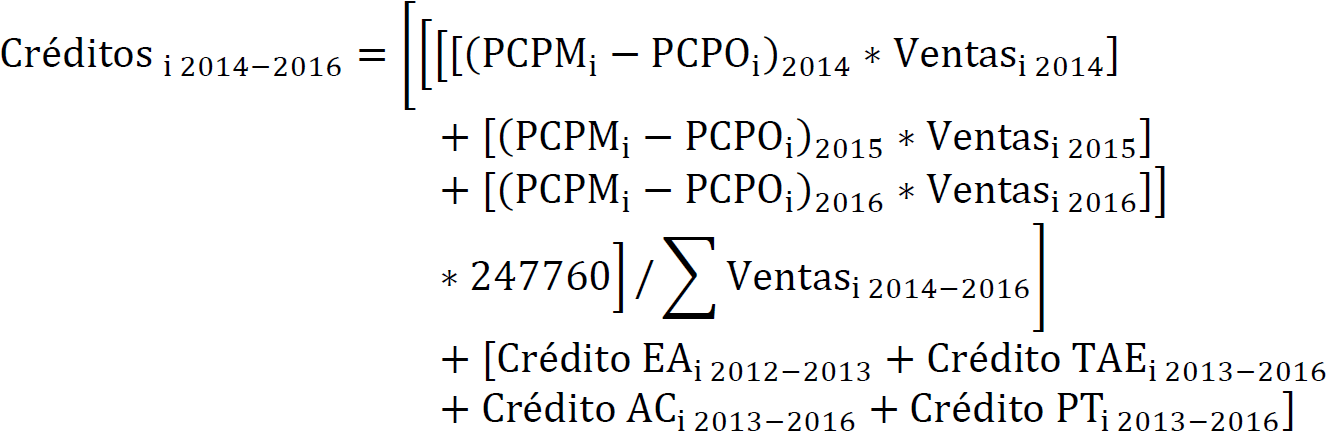 Créditos i 2014−2016 = [[[[(PCPMi − PCPOi)2014 ∗ Ventasi 2014]
+ [(PCPMi − PCPOi)2015 ∗ Ventasi 2015]
+ [(PCPMi − PCPOi)2016 ∗ Ventasi 2016]]
∗ 247760] / ∑ Ventasi 2014−2016]
+ [Crédito EAi 2012−2013 + Crédito TAEi 2013−2016
+ Crédito ACi 2013−2016 + Crédito PTi 2013−2016]